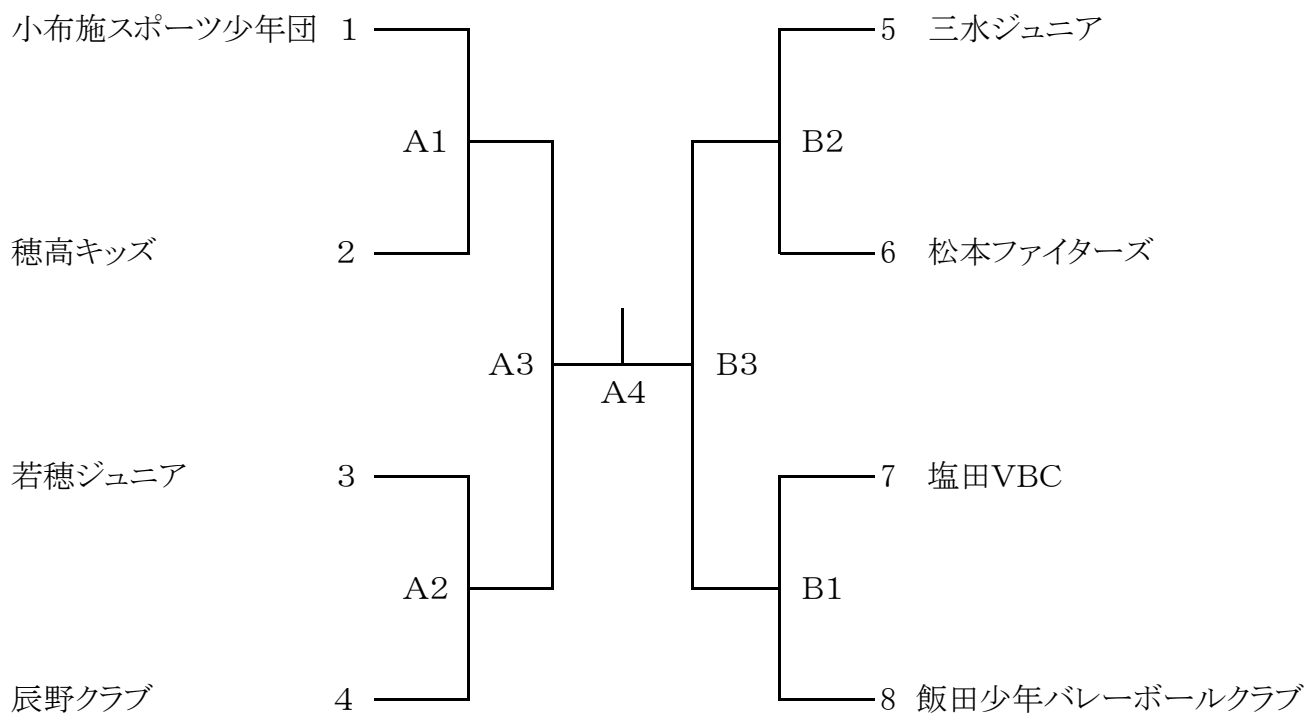 小布施スポーツ少年団 1
5 三水ジュニア
A1
B2
穂高キッズ 2
6 松本ファイターズ
A3
B3
A4
若穂ジュニア 3
7 塩田VBC
A2
B1
辰野クラブ 4
8 飯田少年バレーボールクラブ